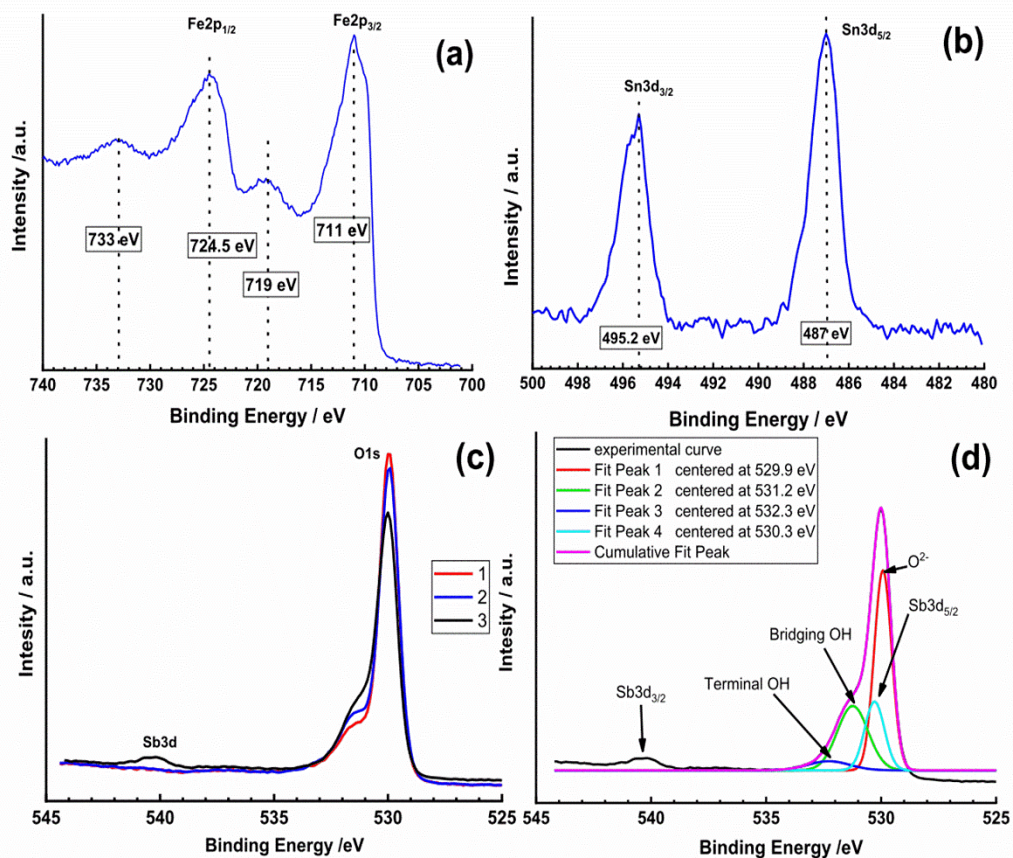 (a)
Fe2p1/2
Fe2p3/2
733 eV
724.5 eV
719 eV
711 eV
Intensity /a.u.
740 735 730 725 720 715 710 705 700
Binding Energy / eV
(b)
Sn3d5/2
Sn3d3/2
495.2 eV
487 eV
Intensity / a.u.
500 498 496 494 492 490 488 486 484 482 480
Binding Energy / eV
(c)
O1s
1
2
3
Sb3d
Intesity / a.u.
545 540 535 530 525
Binding Energy /eV
(d)
experimental curve
Fit Peak 1 centered at 529.9 eV
Fit Peak 2 centered at 531.2 eV
Fit Peak 3 centered at 532.3 eV
Fit Peak 4 centered at 530.3 eV
Cumulative Fit Peak
O2-
Sb3d5/2
Bridging OH
Terminal OH
Sb3d3/2
Intesity / a.u.
545 540 535 530 525
Binding Energy /eV